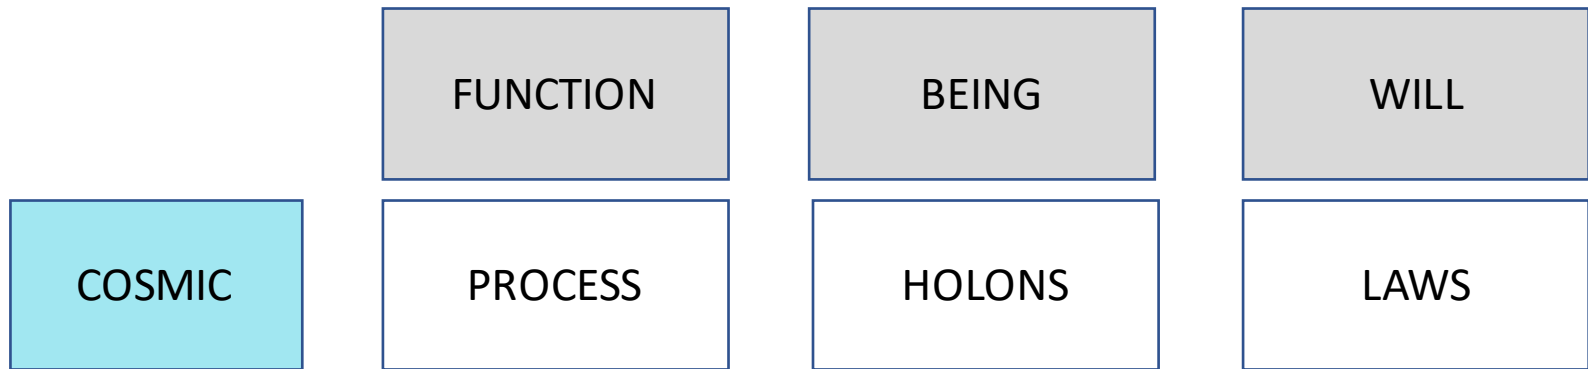 FUNCTION BEING WILL
COSMIC PROCESS HOLONS LAWS